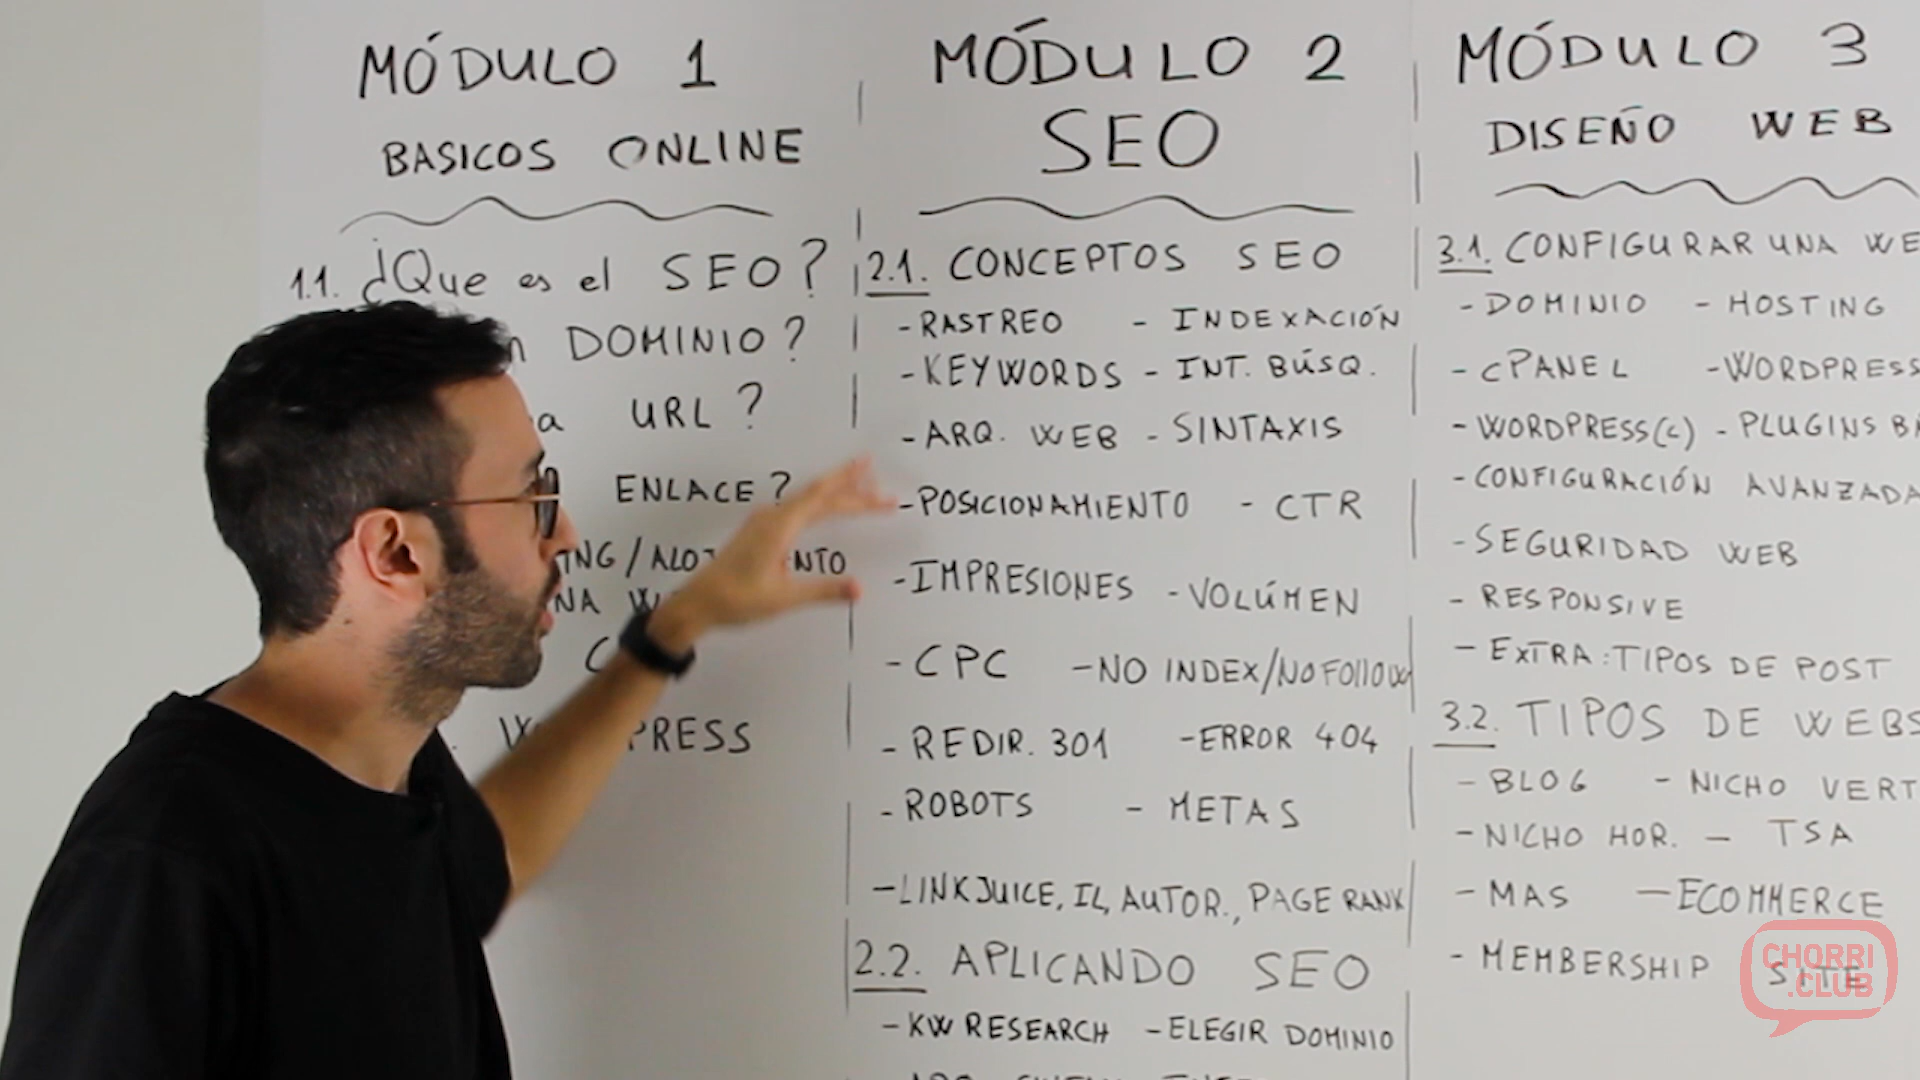 MÓDULO 1
BASICOS ONLINE
1.1. ¿Que es el SEO?
DOMINIO?
URL?
ENLACE?
PRESS
MÓDULO 2
SEO
2.1. CONCEPTOS SEO
-RASTREO - INDEXACIÓN
-KEYWORDS - INT. BÚSQ.
-ARQ. WEB - SINTAXIS
-POSICIONAMIENTO - CTR
-IMPRESIONES -VOLÚMEN
-CPC -NO INDEX/NOFOllOW
-REDIR. 301 -ERROR 404
-ROBOTS - METAS
-LINKJUICE, IL, AUTOR., PAGE RANK
2.2. APLICANDO SEO
-KW RESEARCH -ELEGIR DOMINIO
MÓDULO 3
DISEÑO WEB
3.1. CONFIGURAR UNA WE
-DOMINIO - HOSTING
-cPANEL -WORDPRESS
-WORDPRESS(c) -PLUGINS BA
-CONFIGURACIÓN AVANZADA
-SEGURIDAD WEB
- RESPONSIVE
- EXTRA: TIPOS DE POST
3.2. TIPOS DE WEBS
-BLOG - NICHO VERT
-NICHO HOR. - TSA
- MAS - ECOMMERCE
- MEMBERSHIP SITE
CHORRI
.CLUB